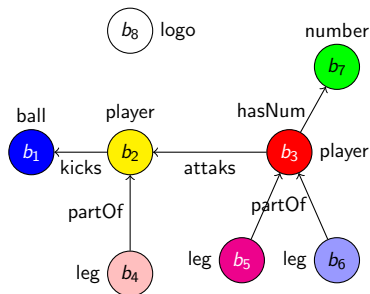 b8 logo
number
b7
ball
player
hasNum
b1
b2
b3
player
kicks
attaks
partOf
partOf
leg
b4
leg
b5
leg
b6